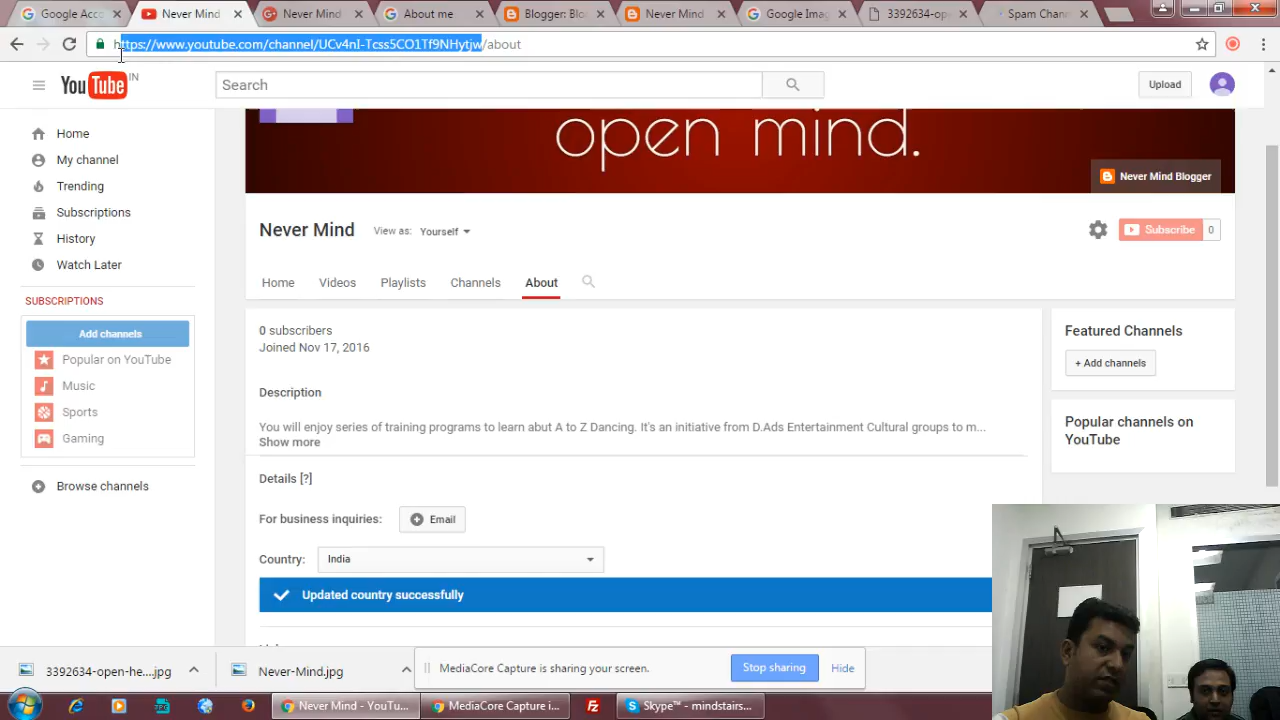 Google Acc
Never Mind
Never Mind
About me
Blogger: Blo
Never Mind
Google Imag
3392634-op
Spam Chann
https://www.youtube.com/channel/UCv4nI-Tcss5CO1Tf9NHytjw/about
YouTube IN
Search
Upload
Home
My channel
Trending
Subscriptions
History
Watch Later
SUBSCRIPTIONS
Add channels
Popular on YouTube
Music
Sports
Gaming
Browse channels
open mind.
Never Mind Blogger
Never Mind
View as: Yourself
Subscribe 0
Home Videos Playlists Channels About
0 subscribers
Joined Nov 17, 2016
Description
You will enjoy series of training programs to learn abut A to Z Dancing. It's an initiative from D.Ads Entertainment Cultural groups to m...
Show more
Details [?]
For business inquiries: Email
Country: India
Updated country successfully
Featured Channels
+ Add channels
Popular channels on
YouTube
3392634-open-he....jpg
Never-Mind.jpg
MediaCore Capture is sharing your screen.
Stop sharing
Hide
Never Mind - YouTu...
MediaCore Capture i...
Skype™ - mindstairs...